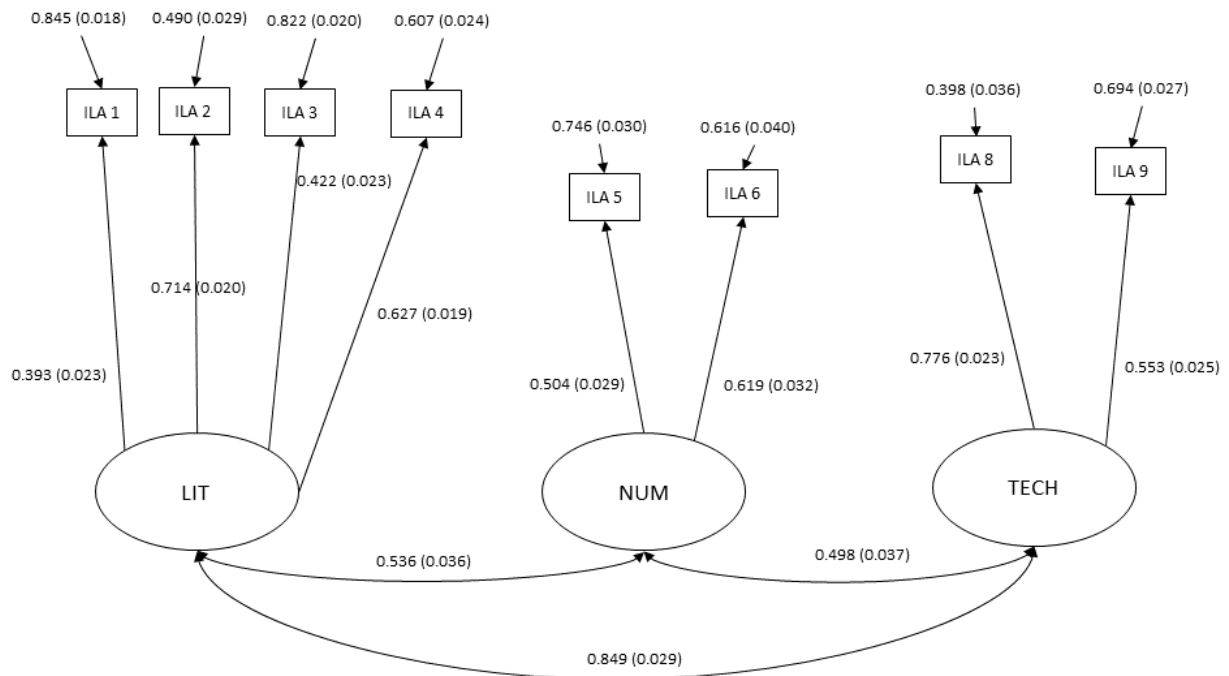 0.845 (0.018)
0.490 (0.029)
0.822 (0.020)
0.607 (0.024)
ILA 1
ILA 2
ILA 3
ILA 4
0.746 (0.030)
0.616 (0.040)
0.398 (0.036)
0.694 (0.027)
ILA 5
ILA 6
ILA 8
ILA 9
0.422 (0.023)
0.714 (0.020)
0.627 (0.019)
0.393 (0.023)
0.504 (0.029)
0.619 (0.032)
0.776 (0.023)
0.553 (0.025)
LIT
NUM
TECH
0.536 (0.036)
0.498 (0.037)
0.849 (0.029)